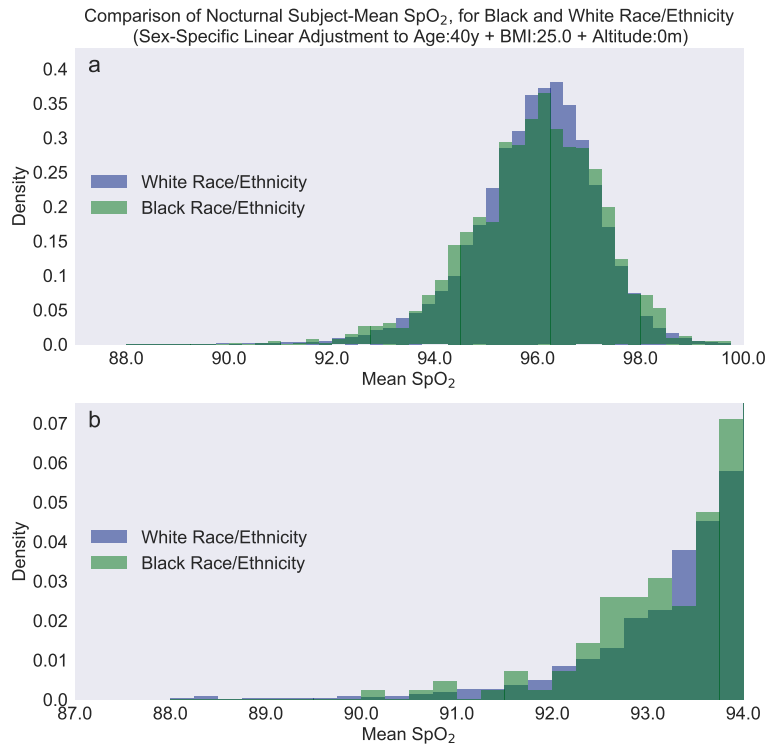 Comparison of Nocturnal Subject-Mean SpO₂, for Black and White Race/Ethnicity
(Sex-Specific Linear Adjustment to Age:40y + BMI:25.0 + Altitude:0m)
a
0.4
0.35
0.3
0.25
0.2
0.15
0.1
0.05
0.0
Density
White Race/Ethnicity
Black Race/Ethnicity
88.0 90.0 92.0 94.0 96.0 98.0 100.0
Mean SpO₂
b
0.07
0.06
0.05
0.04
0.03
0.02
0.01
0.0
Density
White Race/Ethnicity
Black Race/Ethnicity
87.0 88.0 89.0 90.0 91.0 92.0 93.0 94.0
Mean SpO₂